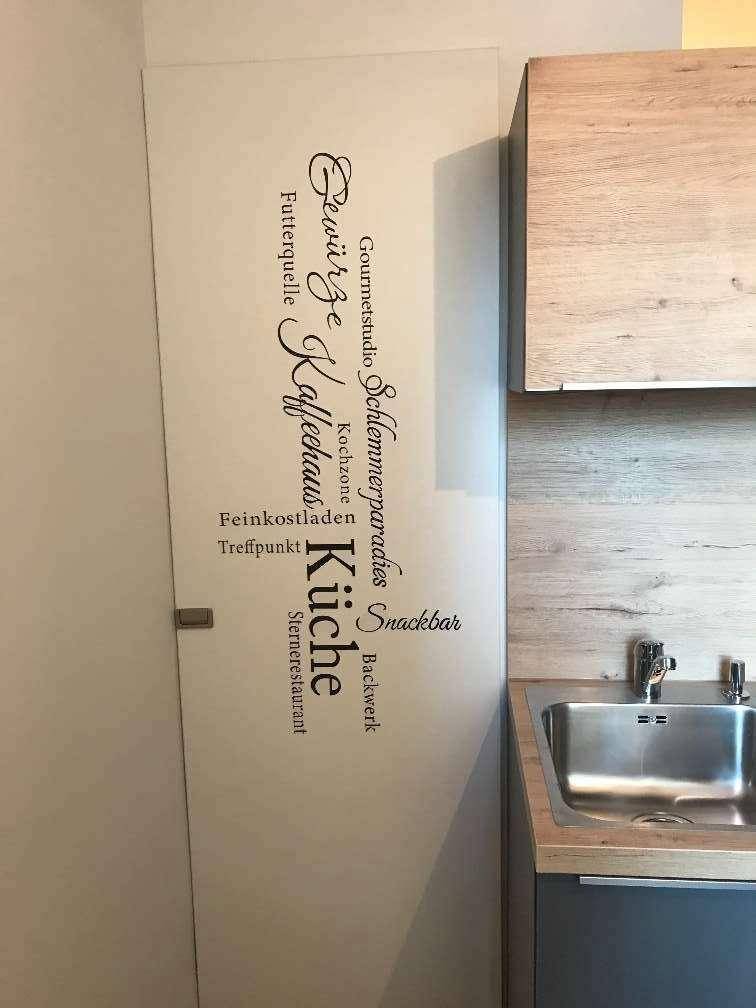 Gewürze
Futterquelle
Gourmetstudio
Kaffeehaus
Schlemmerparadies
Kochzone
Feinkostladen
Treffpunkt
Küche
Snackbar
Sternerestaurant
Backwerk